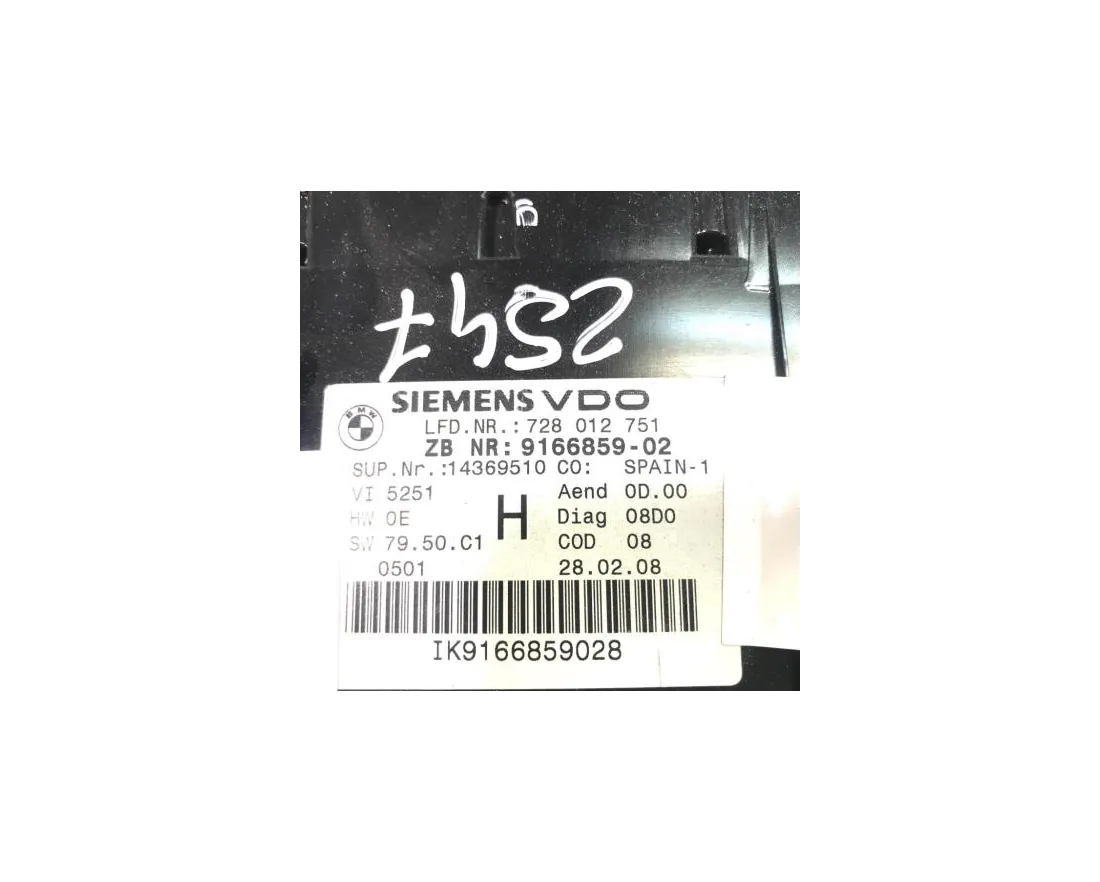 2547
SIEMENS VDO
BMW
LFD.NR.:728 012 751
ZB NR:9166859-02
SUP.Nr.:14369510 CO: SPAIN-1
VI 5251 Aend 0D.00
HW 0E H Diag 08D0
SW 79.50.C1 COD 08
0501 28.02.08
IK9166859028